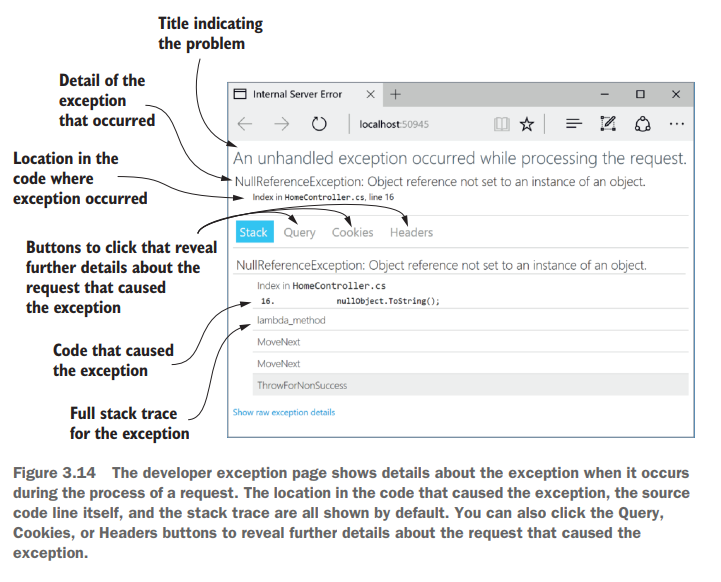 Title indicating
the problem
Detail of the
exception
that occurred
Location in the
code where
exception occurred
Buttons to click that reveal
further details about the
request that caused
the exception
Code that caused
the exception
Full stack trace
for the exception
Internal Server Error
localhost:50945
An unhandled exception occurred while processing the request.
NullReferenceException: Object reference not set to an instance of an object.
Index in HomeController.cs, line 16
Stack Query Cookies Headers
NullReferenceException: Object reference not set to an instance of an object.
Index in HomeController.cs
16. nullObject.ToString();
lambda_method
MoveNext
MoveNext
ThrowForNonSuccess
Show raw exception details
Figure 3.14 The developer exception page shows details about the exception when it occurs
during the process of a request. The location in the code that caused the exception, the source
code line itself, and the stack trace are all shown by default. You can also click the Query,
Cookies, or Headers buttons to reveal further details about the request that caused the
exception.